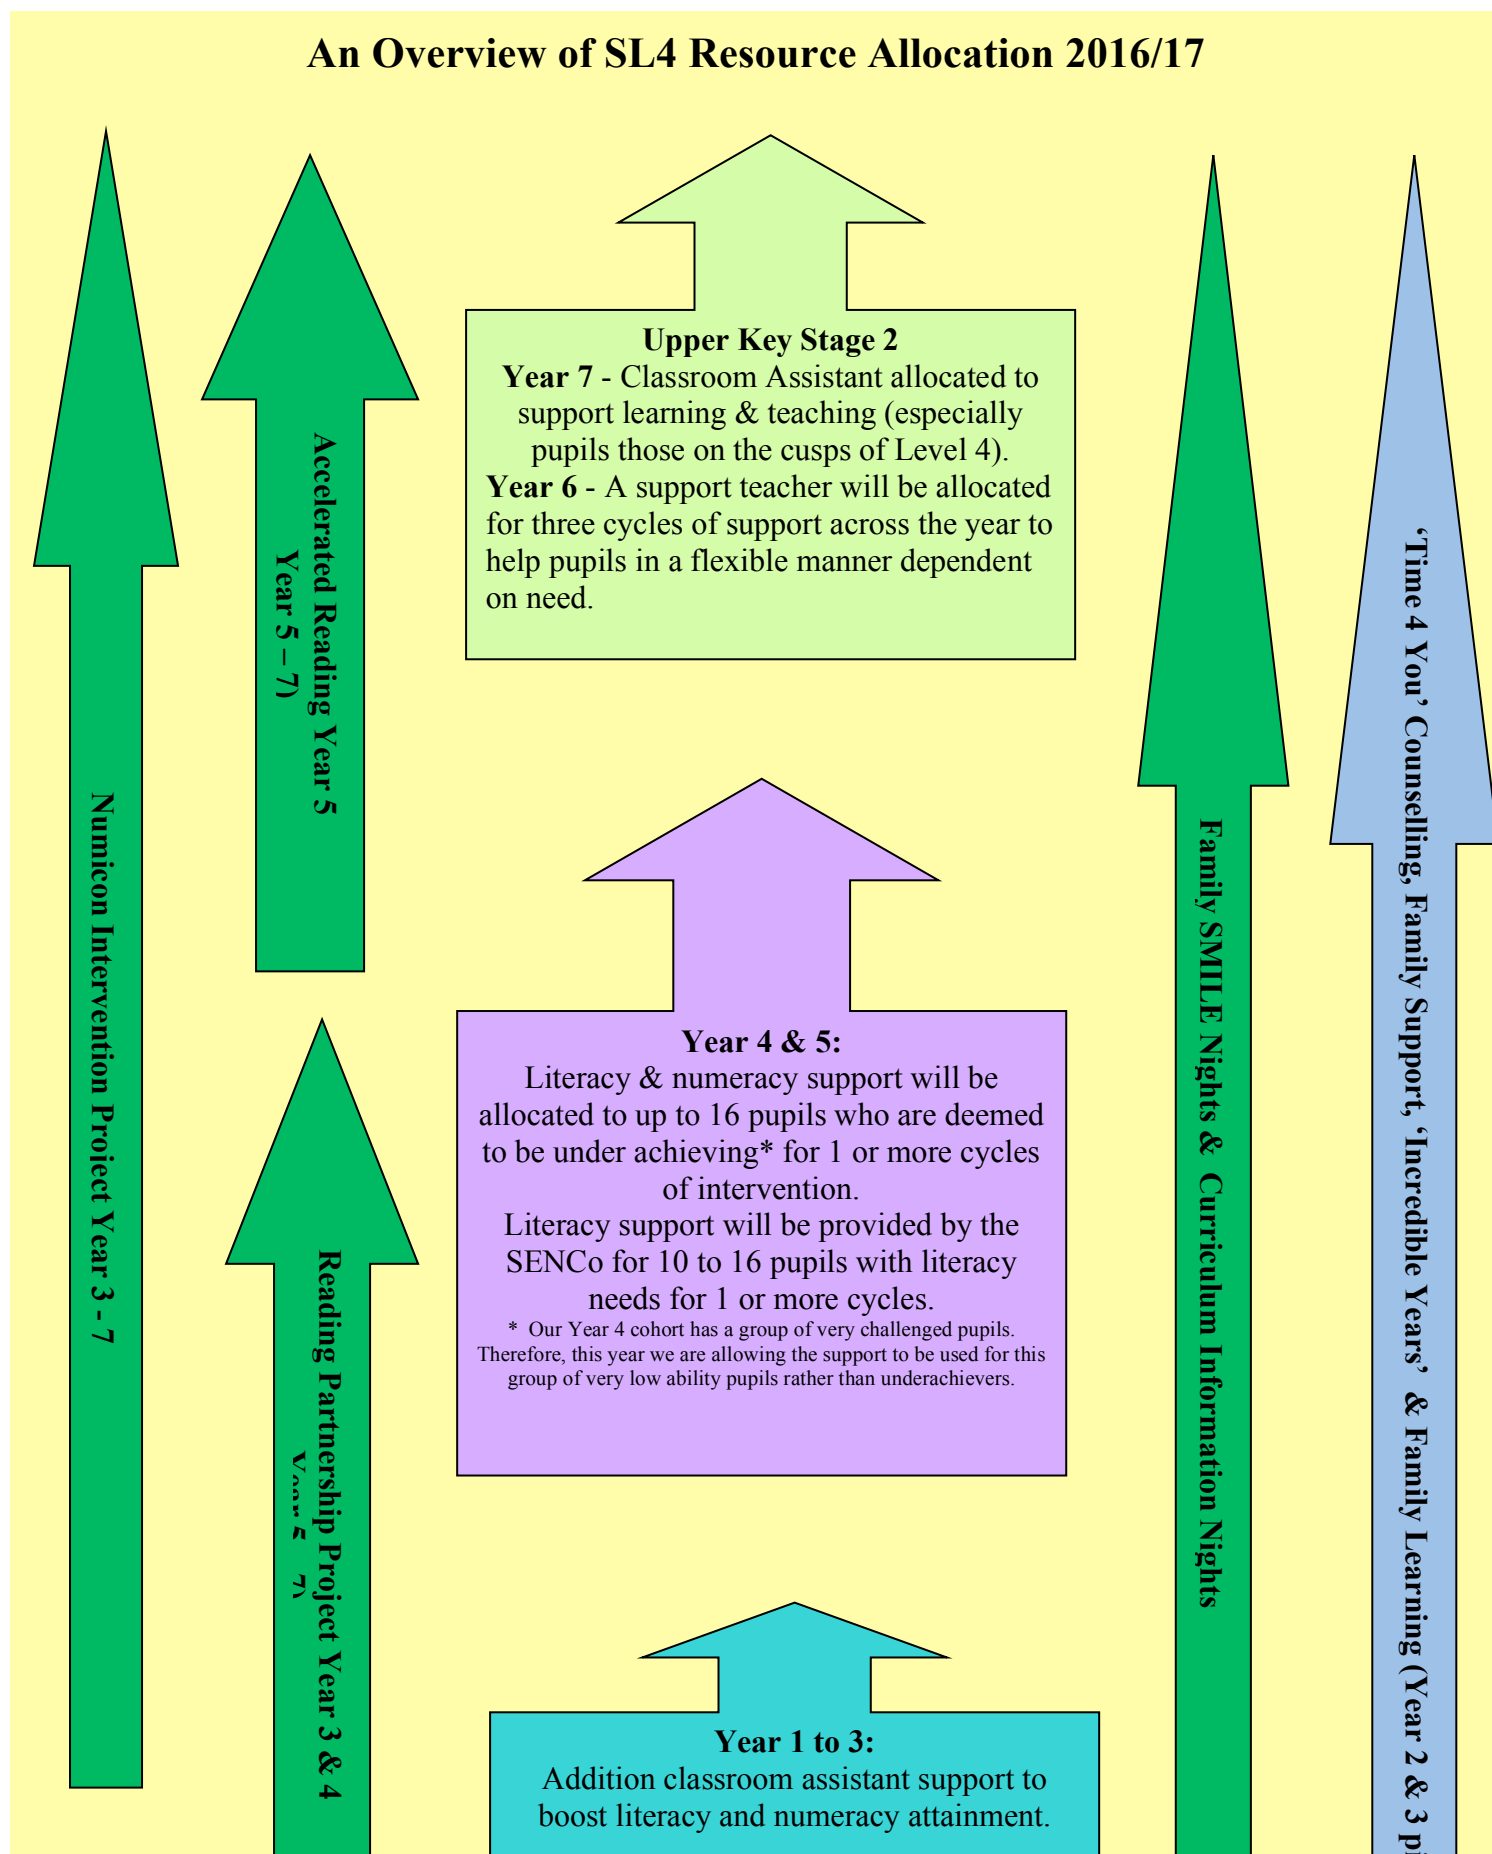 An Overview of SL4 Resource Allocation 2016/17
Numicon Intervention Project Year 3 - 7
Accelerated Reading Year 5
Year 5 – 7)
Reading Partnership Project Year 3 & 4
Upper Key Stage 2
Year 7 - Classroom Assistant allocated to
support learning & teaching (especially
pupils those on the cusps of Level 4).
Year 6 - A support teacher will be allocated
for three cycles of support across the year to
help pupils in a flexible manner dependent
on need.
Year 4 & 5:
Literacy & numeracy support will be
allocated to up to 16 pupils who are deemed
to be under achieving* for 1 or more cycles
of intervention.
Literacy support will be provided by the
SENCo for 10 to 16 pupils with literacy
needs for 1 or more cycles.
* Our Year 4 cohort has a group of very challenged pupils.
Therefore, this year we are allowing the support to be used for this
group of very low ability pupils rather than underachievers.
Year 1 to 3:
Addition classroom assistant support to
boost literacy and numeracy attainment.
Family SMILE Nights & Curriculum Information Nights
‘Time 4 You’ Counselling, Family Support, ‘Incredible Years’ & Family Learning (Year 2 & 3